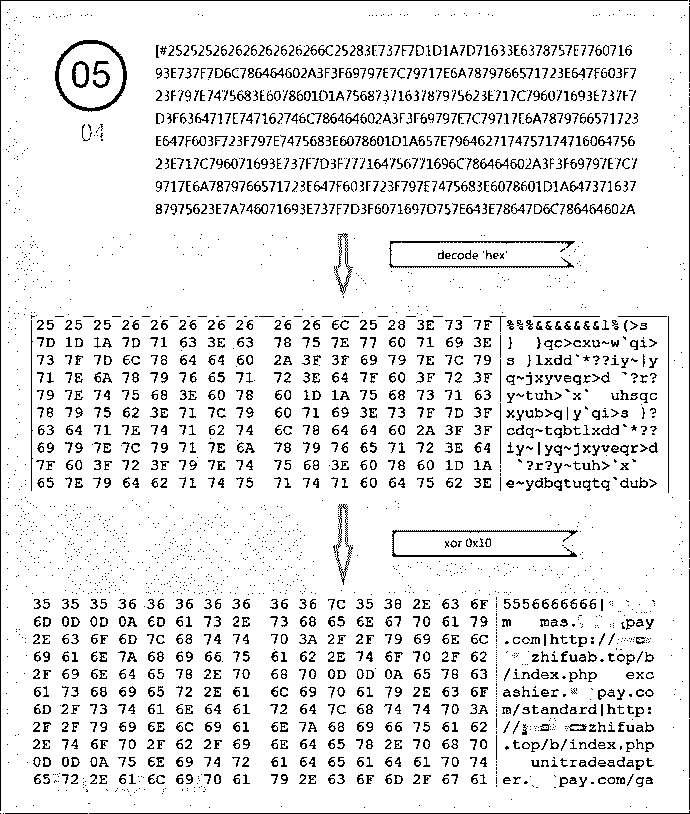 05
04
[#252525262626262626266C25283E737F7D1D1A7D71633E6378757E7760716
93E737F7D6C786464602A3F3F69797E7C79717E6A7879766571723E647F603F7
23F797E7475683E6078601D1A756873716378797562 3E717C796071693E737F7
D3F6364717E747162746C786464602A3F3F69797E7C79717E6A7879766571723
E647F603F723F797E7475683E6078601D1A657E79646271747571747160647562
23E717C796071693E737F7D3F777164756771696C786464602A3F3F69797E7C7
9717E6A7879766571723E647F603F723F797E7475683E6078601D1A647371637
87975623E7A746071693E737F7D3F6071697D757E643E78647D6C786464602A
decode 'hex'
25 25 25 26 26 26 26 26 26 26 6C 25 28 3E 73 7F %%%&&&&&&&l%(>s
7D 1D 1A 7D 71 63 3E 63 78 75 7E 77 60 71 69 3E } }qc>cxu~w`qi>
73 7F 7D 6C 78 64 64 60 2A 3F 3F 69 79 7E 7C 79 s }lxdd`*??iy~|y
71 7E 6A 78 79 76 65 71 72 3E 64 7F 60 3F 72 3F q~jxyveqr>d `?r?
79 7E 74 75 68 3E 60 78 60 1D 1A 75 68 73 71 63 y~tuh>`x` uhsqc
78 79 75 62 3E 71 7C 79 60 71 69 3E 73 7F 7D 3F xyub>q|y`qi>s }?
63 64 71 7E 74 71 62 74 6C 78 64 64 60 2A 3F 3F cdq~tqbtlxdd`*??
69 79 7E 7C 79 71 7E 6A 78 79 76 65 71 72 3E 64 iy~|yq~jxyveqr>d
7F 60 3F 72 3F 79 7E 74 75 68 3E 60 78 60 1D 1A `?r?y~tuh>`x`
65 7E 79 64 62 71 74 75 71 74 71 60 64 75 62 3E e~ydbqtuqtq`dub>
xor 0x10
35 35 35 36 36 36 36 36 36 36 7C 35 38 2E 63 6F 5556666666|
6D 0D 0D 0A 6D 61 73 2E 73 68 65 6E 67 70 61 79 m mas. pay
2E 63 6F 6D 7C 68 74 74 70 3A 2F 2F 79 69 6E 6C .com|http://
69 61 6E 7A 68 69 66 75 61 62 2E 74 6F 70 2F 62 zhifuab.top/b
2F 69 6E 64 65 78 2E 70 68 70 0D 0D 0A 65 78 63 /index.php exc
61 73 68 69 65 72 2E 61 6C 69 70 61 79 2E 63 6F ashier. pay.co
6D 2F 73 74 61 6E 64 61 72 64 7C 68 74 74 70 3A m/standard|http:
2F 2F 79 69 6E 6C 69 61 6E 7A 68 69 66 75 61 62 // zhifuab
2E 74 6F 70 2F 62 2F 69 6E 64 65 78 2E 70 68 70 .top/b/index.php
0D 0D 0A 75 6E 69 74 72 61 64 65 61 64 61 70 74 unitradeadapt
65 72 2E 61 6C 69 70 61 79 2E 63 6F 6D 2F 67 61 er. pay.com/ga